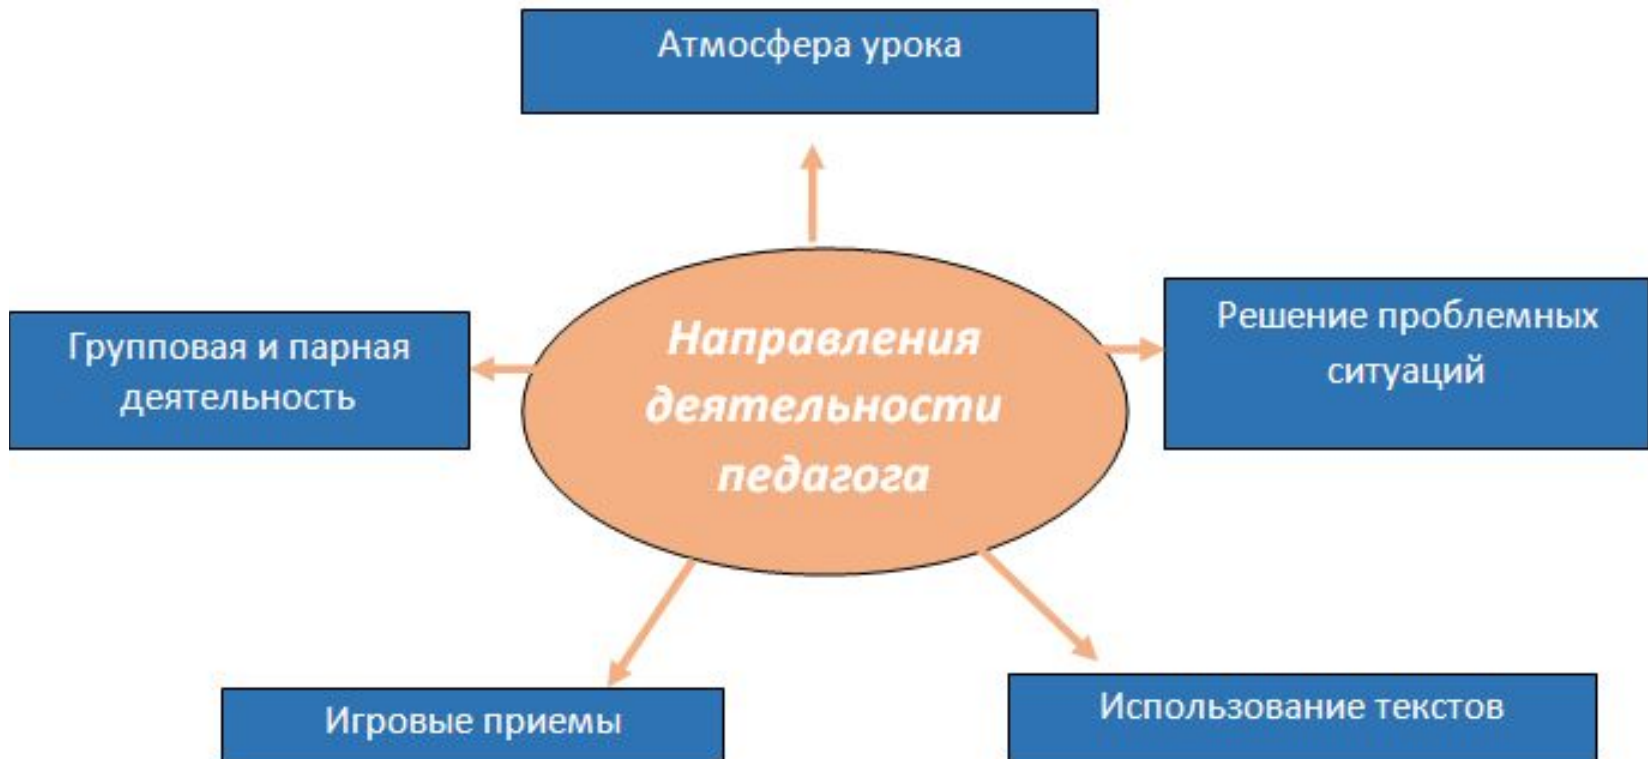 Атмосфера урока
Групповая и парная
деятельность
Направления
деятельности
педагога
Решение проблемных
ситуаций
Игровые приемы
Использование текстов